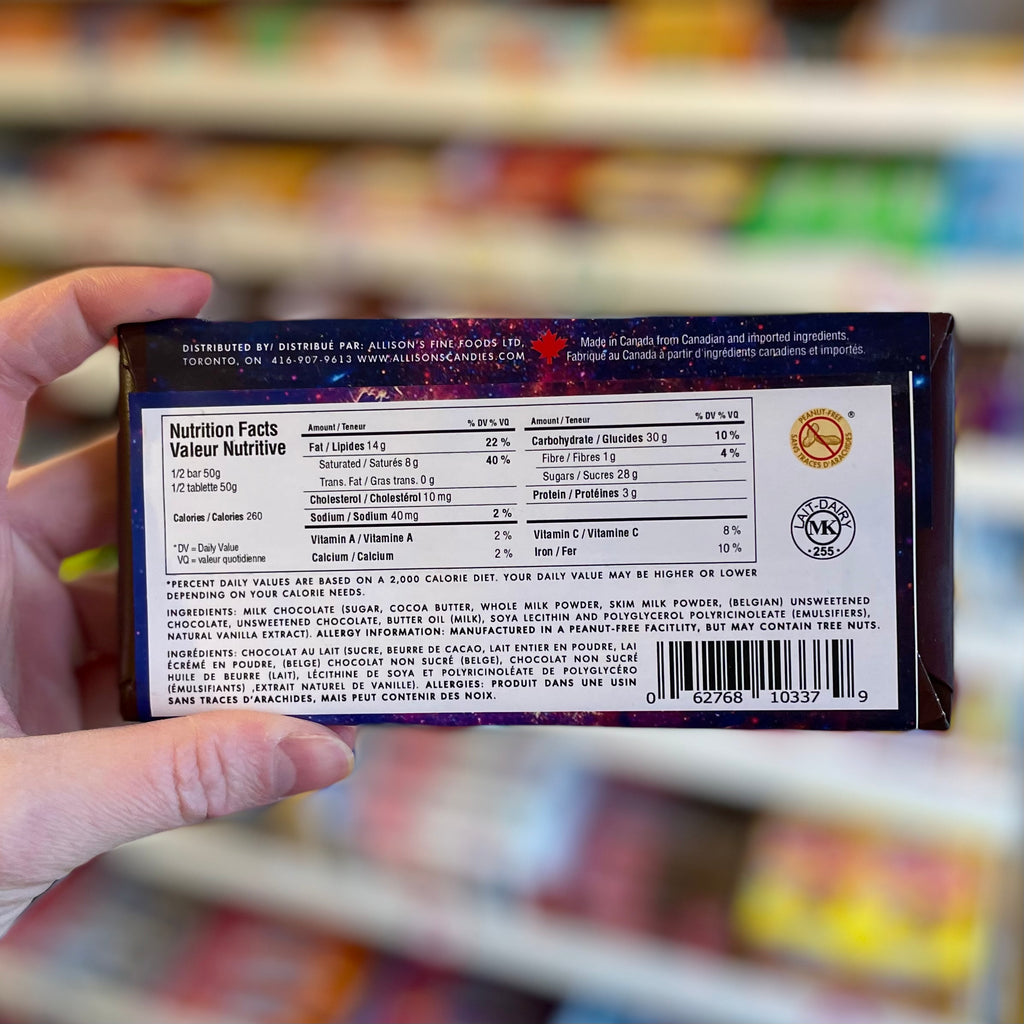 DISTRIBUTED BY/ DISTRIBUÉ PAR: ALLISON'S FINE FOODS LTD.
TORONTO, ON 416-907-9613 WWW.ALLISONSCANDIES.COM
Made in Canada from Canadian and imported ingredients.
Fabriqué au Canada à partir d'ingrédients canadiens et importés.
Nutrition Facts
Valeur Nutritive
1/2 bar 50g
1/2 tablette 50g
Calories / Calories 260
*DV = Daily Value
VQ = valeur quotidienne
Amount / Teneur % DV % VQ
Fat / Lipides 14 g 22 %
Saturated / Saturés 8 g 40 %
Trans. Fat / Gras trans. 0 g
Cholesterol / Cholestérol 10 mg
Sodium / Sodium 40 mg 2 %
Vitamin A / Vitamine A 2 %
Calcium / Calcium 2 %
Amount / Teneur % DV % VQ
Carbohydrate / Glucides 30 g 10 %
Fibre / Fibres 1 g 4 %
Sugars / Sucres 28 g
Protein / Protéines 3 g
Vitamin C / Vitamine C 8 %
Iron / Fer 10 %
PEANUT-FREE ®
SANS TRACES D'ARACHIDES
LAIT-DAIRY
MK
• 255 •
*PERCENT DAILY VALUES ARE BASED ON A 2,000 CALORIE DIET. YOUR DAILY VALUE MAY BE HIGHER OR LOWER
DEPENDING ON YOUR CALORIE NEEDS.
INGREDIENTS: MILK CHOCOLATE (SUGAR, COCOA BUTTER, WHOLE MILK POWDER, SKIM MILK POWDER, (BELGIAN) UNSWEETENED
CHOCOLATE, UNSWEETENED CHOCOLATE, BUTTER OIL (MILK), SOYA LECITHIN AND POLYGLYCEROL POLYRICINOLEATE (EMULSIFIERS),
NATURAL VANILLA EXTRACT). ALLERGY INFORMATION: MANUFACTURED IN A PEANUT-FREE FACITLITY, BUT MAY CONTAIN TREE NUTS.
INGRÉDIENTS: CHOCOLAT AU LAIT (SUCRE, BEURRE DE CACAO, LAIT ENTIER EN POUDRE, LAI
ÉCRÉMÉ EN POUDRE, (BELGE) CHOCOLAT NON SUCRÉ (BELGE), CHOCOLAT NON SUCRÉ
HUILE DE BEURRE (LAIT), LÉCITHINE DE SOYA ET POLYRICINOLÉATE DE POLYGLYCÉRO
(ÉMULSIFIANTS) ,EXTRAIT NATUREL DE VANILLE). ALLERGIES: PRODUIT DANS UNE USIN
SANS TRACES D'ARACHIDES, MAIS PEUT CONTENIR DES NOIX.
0 62768 10337 9